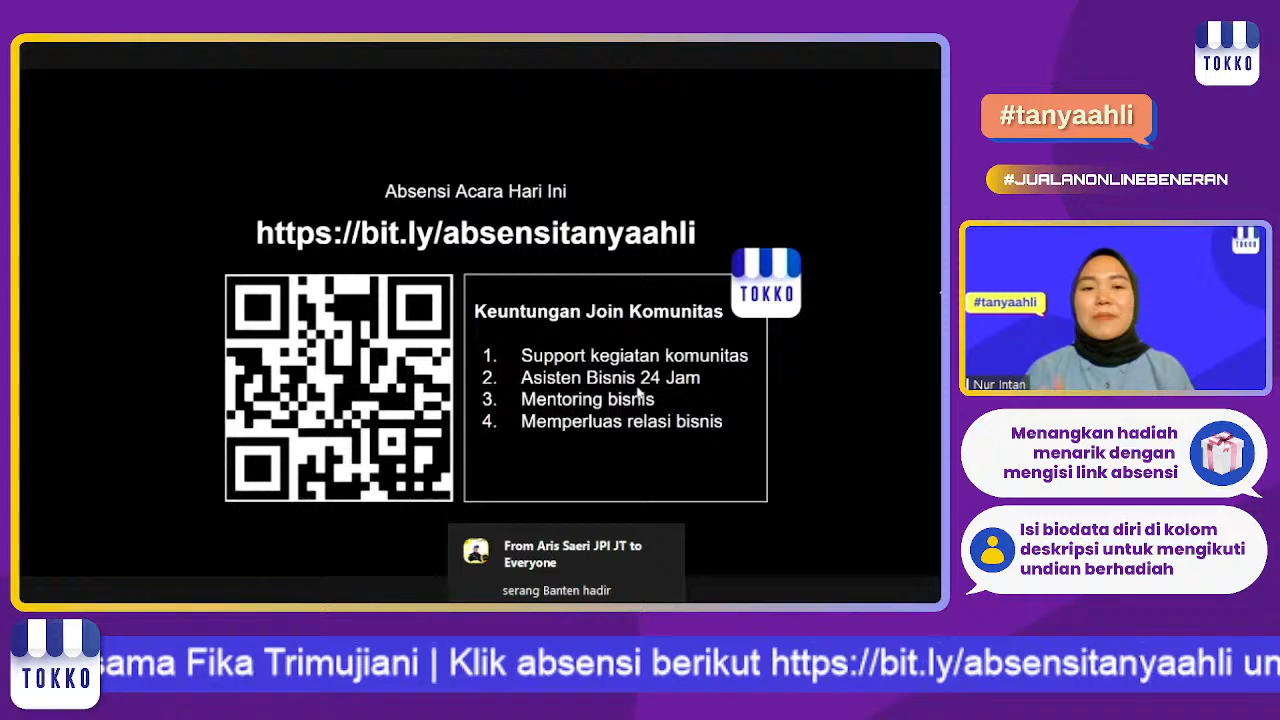 Absensi Acara Hari Ini
https://bit.ly/absensitanyaahli
TOKKO
Keuntungan Join Komunitas
1. Support kegiatan komunitas
2. Asisten Bisnis 24 Jam
3. Mentoring bisnis
4. Memperluas relasi bisnis
From Aris Saeri JPI JT to
Everyone
serang Banten hadir
TOKKO
#tanyaahli
#JUALANONLINEBENERAN
TOKKO
#tanyaahli
Nur Intan
Menangkan hadiah
menarik dengan
mengisi link absensi
Isi biodata diri di kolom
deskripsi untuk mengikuti
undian berhadiah
TOKKO
sama Fika Trimujiani | Klik absensi berikut https://bit.ly/absensitanyaahli un